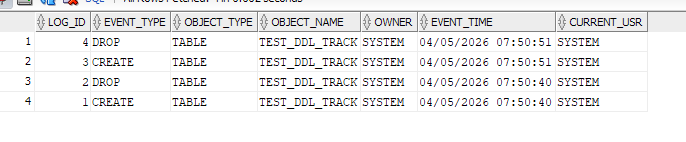 LOG_ID EVENT_TYPE OBJECT_TYPE OBJECT_NAME OWNER EVENT_TIME CURRENT_USR
1 4 DROP TABLE TEST_DDL_TRACK SYSTEM 04/05/2026 07:50:51 SYSTEM
2 3 CREATE TABLE TEST_DDL_TRACK SYSTEM 04/05/2026 07:50:51 SYSTEM
3 2 DROP TABLE TEST_DDL_TRACK SYSTEM 04/05/2026 07:50:40 SYSTEM
4 1 CREATE TABLE TEST_DDL_TRACK SYSTEM 04/05/2026 07:50:40 SYSTEM